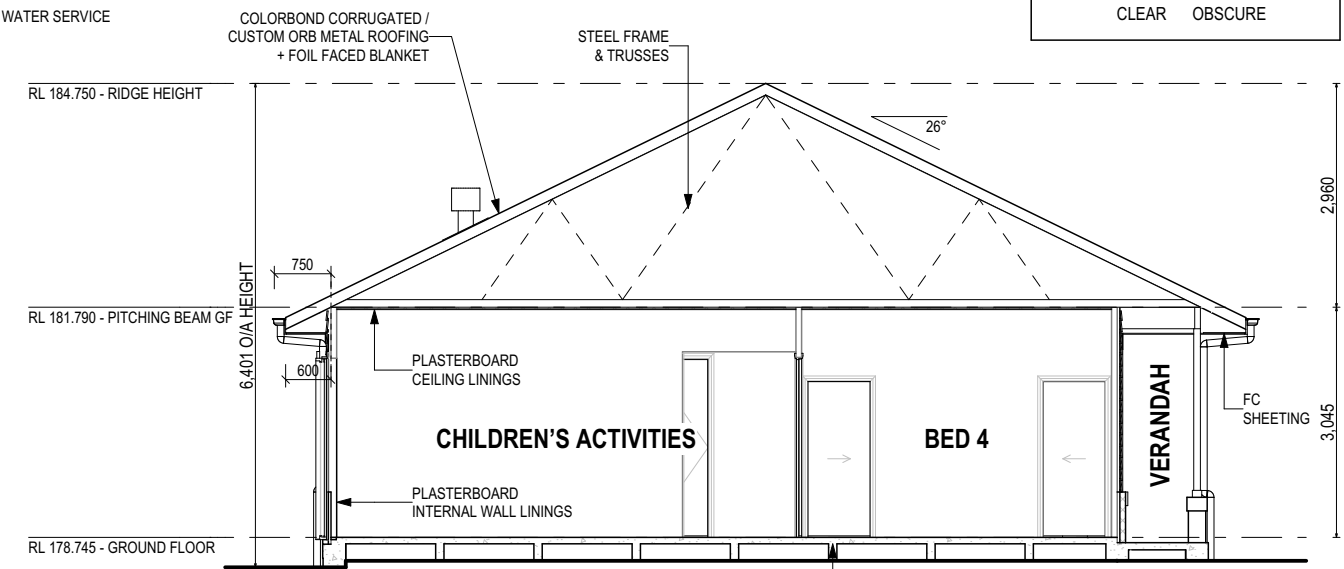 WATER SERVICE
COLORBOND CORRUGATED /
CUSTOM ORB METAL ROOFING
+ FOIL FACED BLANKET
STEEL FRAME
& TRUSSES
CLEAR OBSCURE
RL 184.750 - RIDGE HEIGHT
26°
2,960
750
6,401 O/A HEIGHT
RL 181.790 - PITCHING BEAM GF
600
PLASTERBOARD
CEILING LININGS
CHILDREN'S ACTIVITIES
BED 4
VERANDAH
FC
SHEETING
3,045
PLASTERBOARD
INTERNAL WALL LININGS
RL 178.745 - GROUND FLOOR